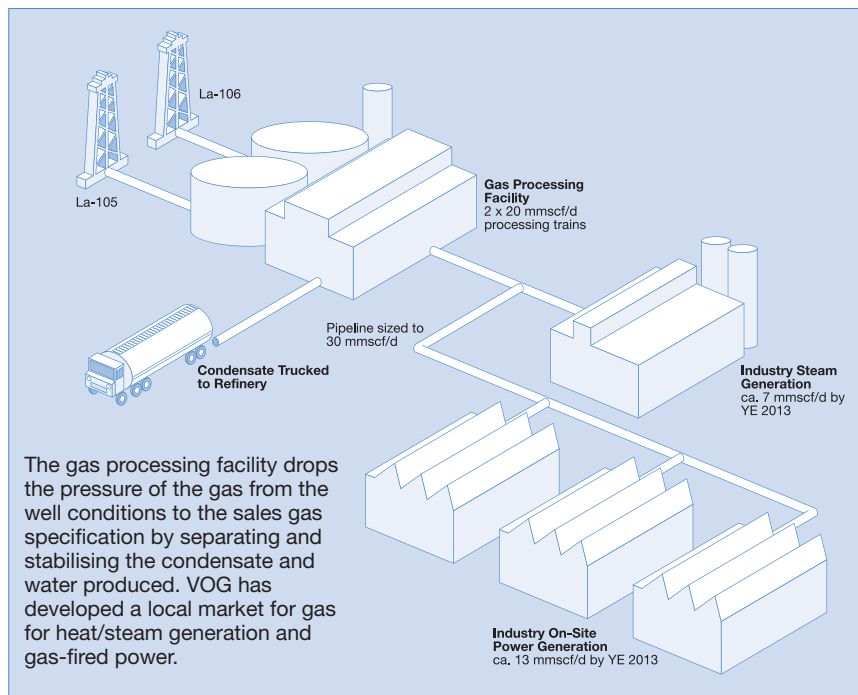 La-106
La-105
Gas Processing
Facility
2 x 20 mmscf/d
processing trains
Pipeline sized to
30 mmscf/d
Condensate Trucked
to Refinery
Industry Steam
Generation
ca. 7 mmscf/d by
YE 2013
The gas processing facility drops
the pressure of the gas from the
well conditions to the sales gas
specification by separating and
stabilising the condensate and
water produced. VOG has
developed a local market for gas
for heat/steam generation and
gas-fired power.
Industry On-Site
Power Generation
ca. 13 mmscf/d by YE 2013